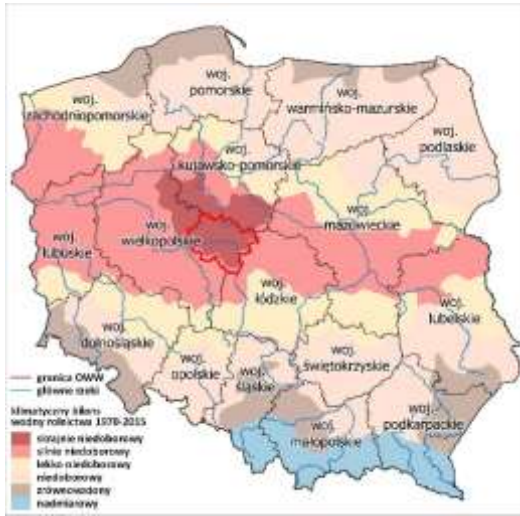 woj.
pomorskie
woj.
zachodniopomorskie
woj.
warmińsko-mazurskie
woj.
podlaskie
woj.
kujawsko-pomorskie
woj.
mazowieckie
woj.
wielkopolskie
woj.
lubuskie
woj.
łódzkie
woj.
lubelskie
woj.
dolnośląskie
woj.
opolskie
woj.
śląskie
woj.
świętokrzyskie
woj.
małopolskie
woj.
podkarpackie
granica OWW
główne rzeki
klimatyczny bilans
wodny rolnictwa 1970-2015
skrajnie niedoborowy
silnie niedoborowy
lekko niedoborowy
niedoborowy
zrównoważony
nadmiarowy